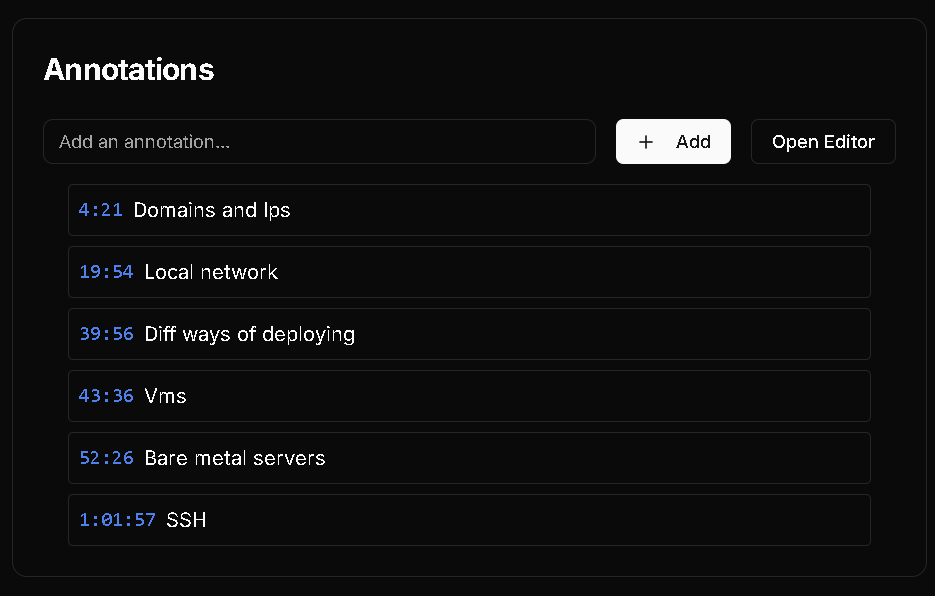 Annotations
Add an annotation...
+ Add
Open Editor
4:21 Domains and Ips
19:54 Local network
39:56 Diff ways of deploying
43:36 Vms
52:26 Bare metal servers
1:01:57 SSH